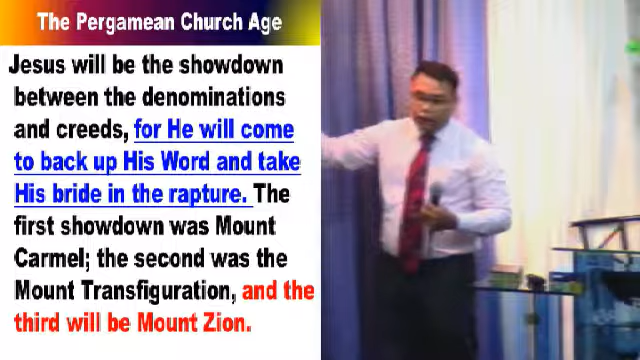 The Pergamean Church Age
Jesus will be the showdown
between the denominations
and creeds, for He will come
to back up His Word and take
His bride in the rapture. The
first showdown was Mount
Carmel; the second was the
Mount Transfiguration, and the
third will be Mount Zion.